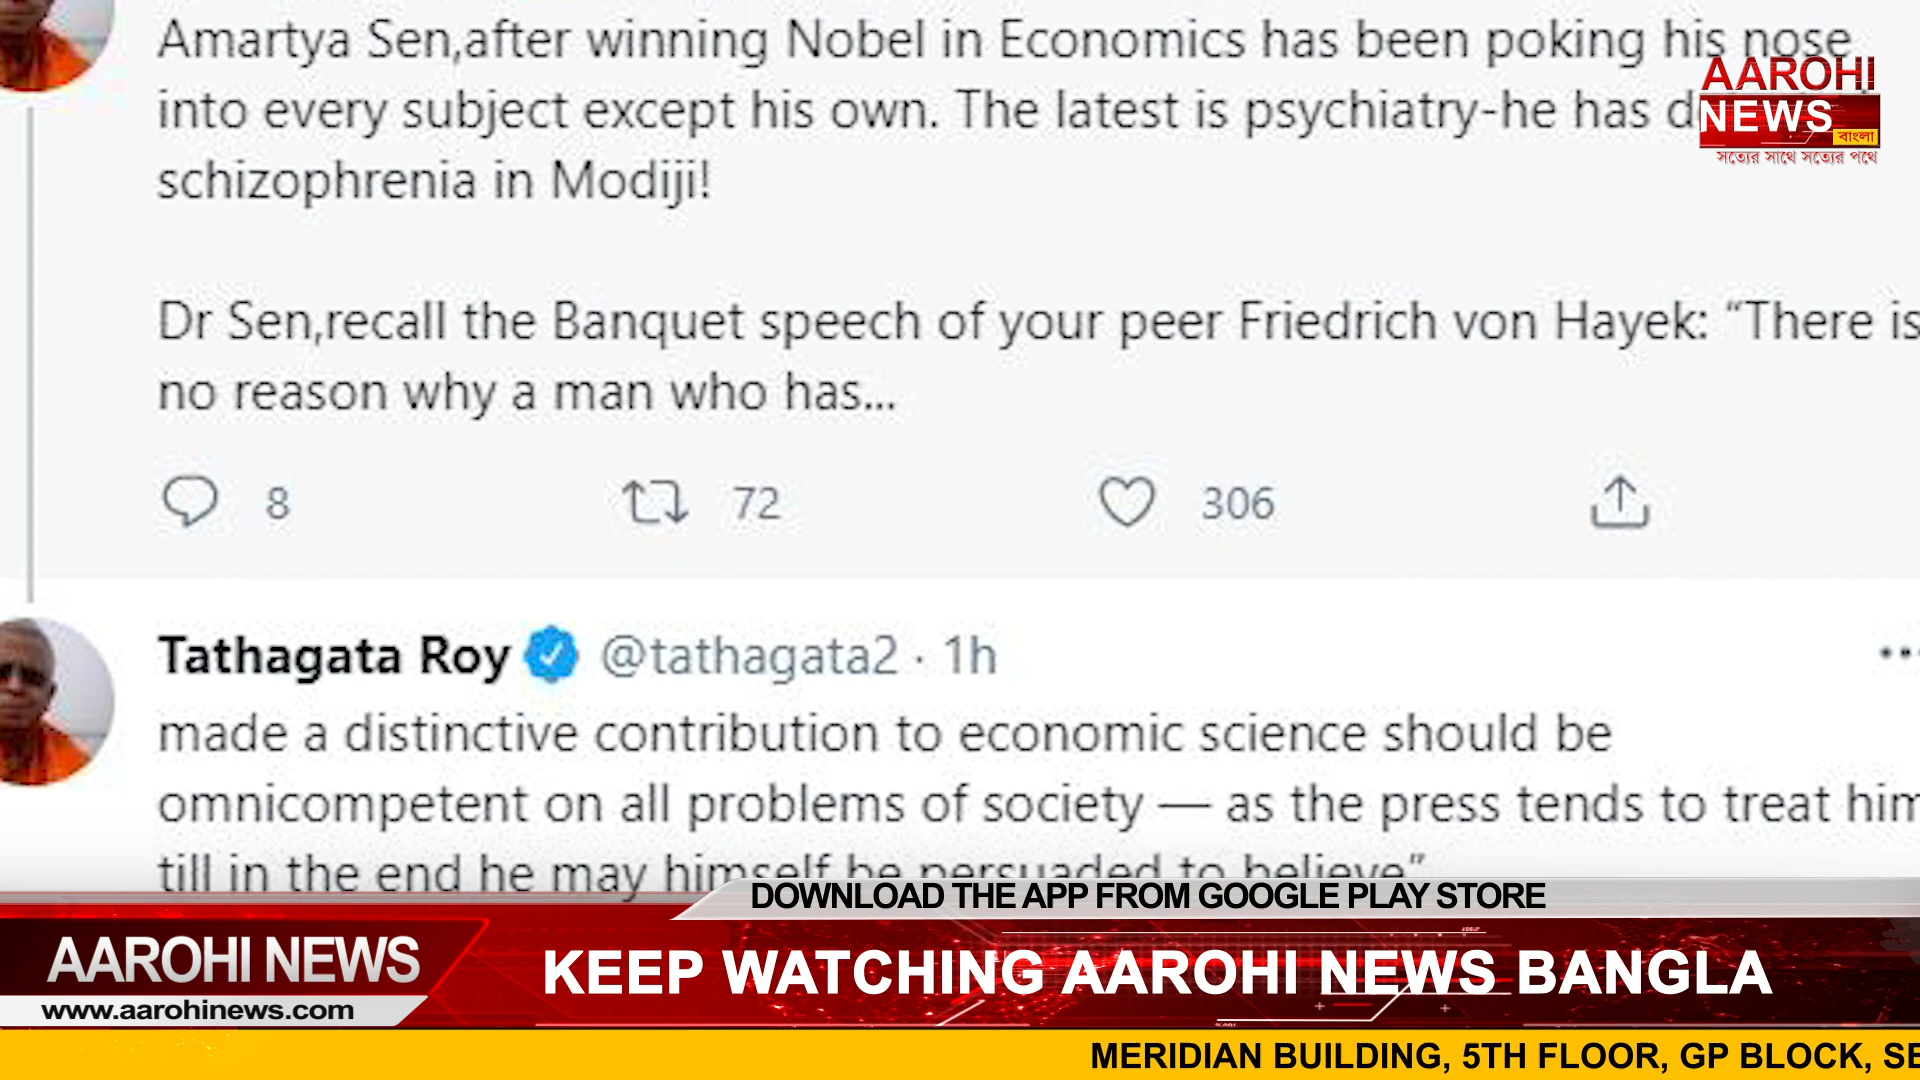 Amartya Sen,after winning Nobel in Economics has been poking his nose
into every subject except his own. The latest is psychiatry-he has
schizophrenia in Modiji!
AAROHI
NEWS
বাংলা
সত্যের সাথে সত্যের পথে
Dr Sen,recall the Banquet speech of your peer Friedrich von Hayek: “There is
no reason why a man who has...
8 72 306
Tathagata Roy @tathagata2 · 1h
made a distinctive contribution to economic science should be
omnicompetent on all problems of society — as the press tends to treat him
till in the end he may himself be persuaded to believe”
DOWNLOAD THE APP FROM GOOGLE PLAY STORE
AAROHI NEWS
KEEP WATCHING AAROHI NEWS BANGLA
www.aarohinews.com
MERIDIAN BUILDING, 5TH FLOOR, GP BLOCK,